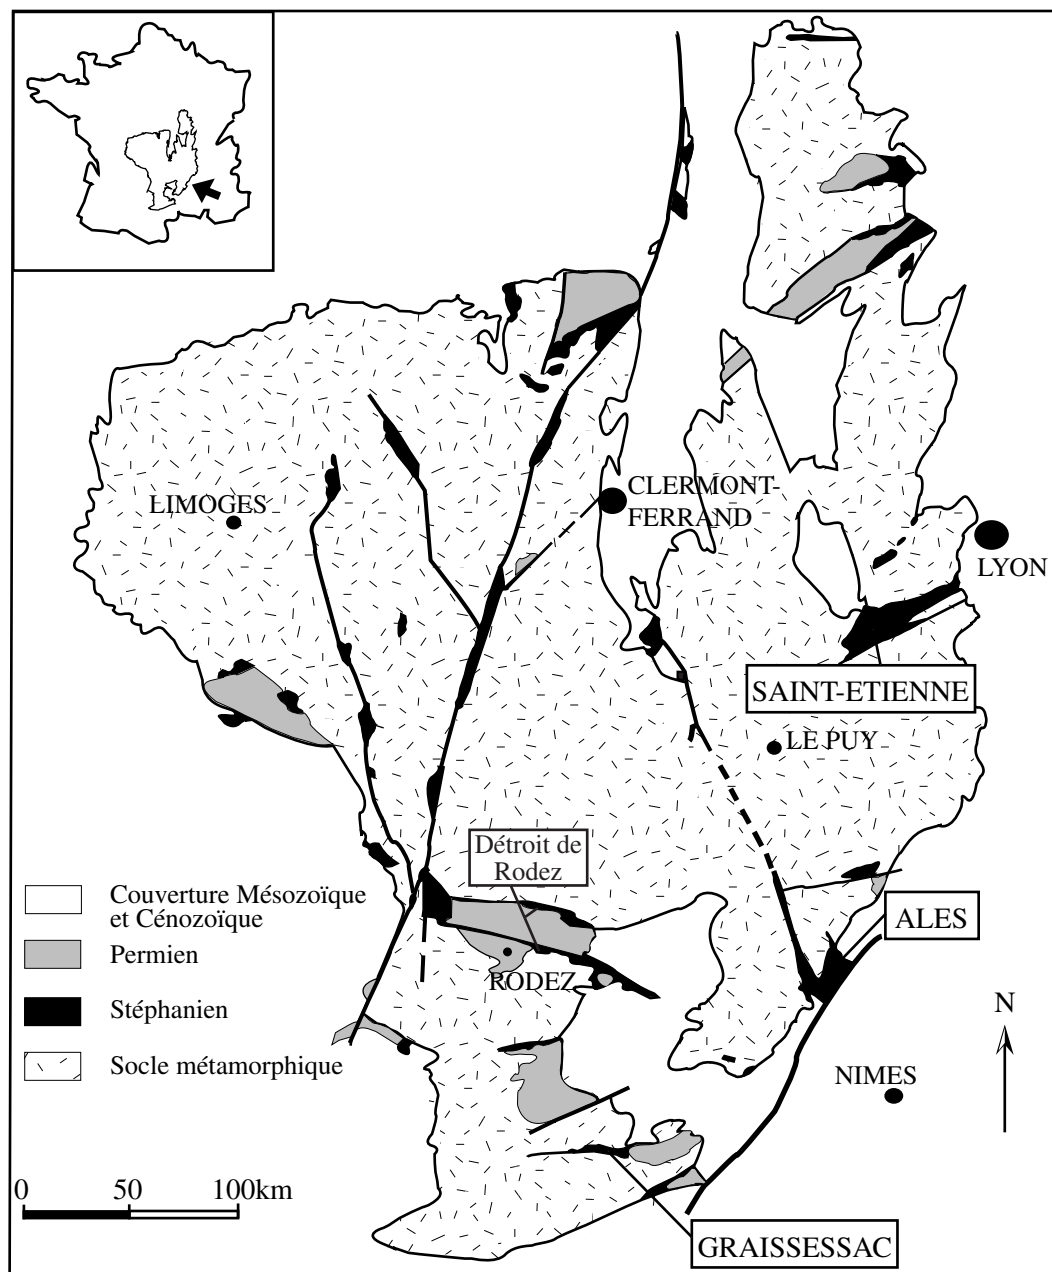 LIMOGES
CLERMONT-
FERRAND
LYON
SAINT-ETIENNE
LE PUY
Détroit de
Rodez
ALES
RODEZ
NIMES
N
GRAISSESSAC
Couverture Mésozoïque
et Cénozoïque
Permien
Stéphanien
Socle métamorphique
0 50 100km